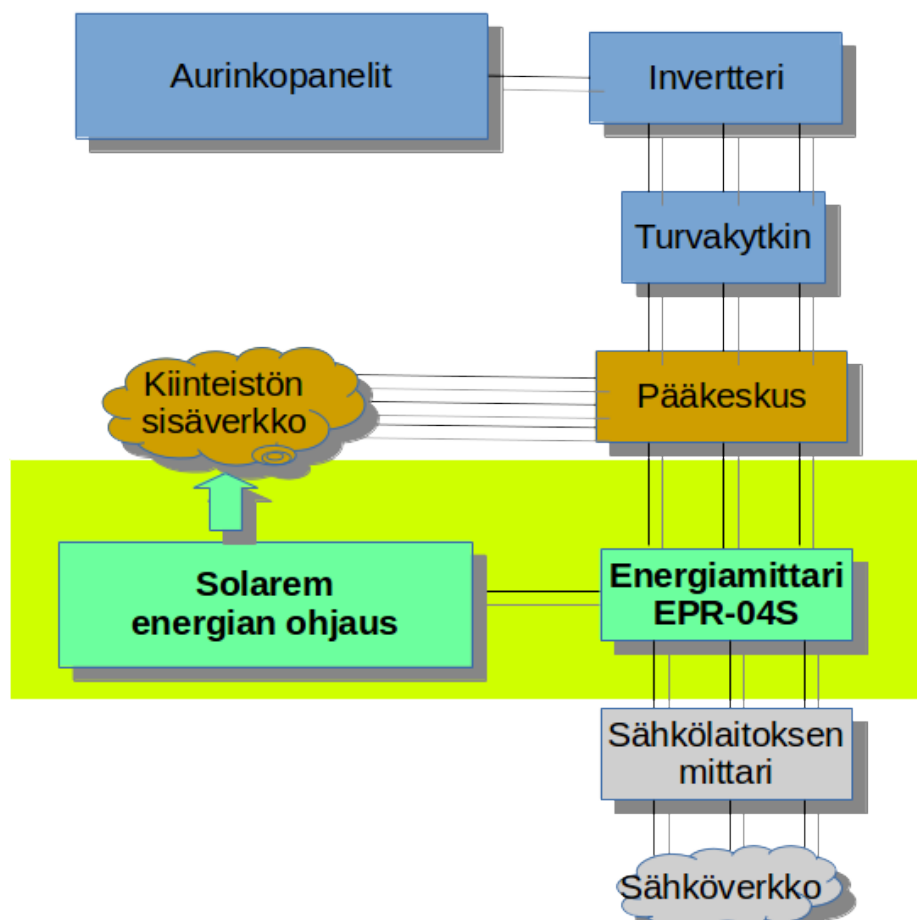 Aurinkopanelit
Invertteri
Turvakytkin
Kiinteistön
sisäverkko
Pääkeskus
Solarem
energian ohjaus
Energiamittari
EPR-04S
Sähkölaitoksen
mittari
Sähköverkko